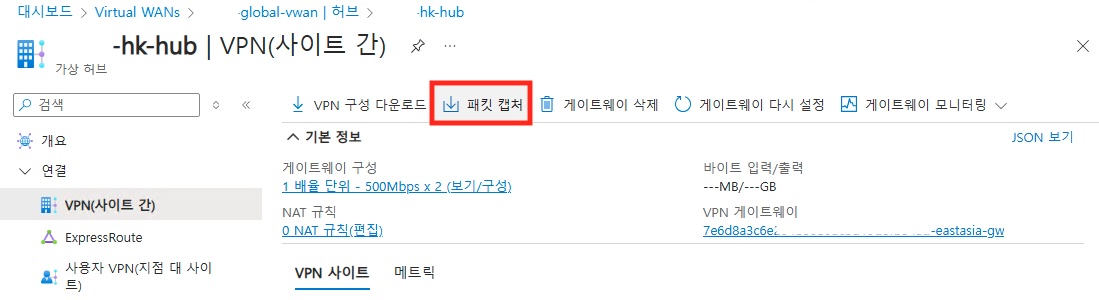 대시보드 > Virtual WANs > -global-vwan | 허브 > -hk-hub
-hk-hub | VPN(사이트 간) ...
가상 허브
검색
VPN 구성 다운로드 패킷 캡처 게이트웨이 삭제 게이트웨이 다시 설정 게이트웨이 모니터링
개요
연결
VPN(사이트 간)
ExpressRoute
사용자 VPN(지점 대 사이
트)
기본 정보 JSON 보기
게이트웨이 구성
1 배율 단위 - 500Mbps x 2 (보기/구성)
바이트 입력/출력
---MB/---GB
NAT 규칙
0 NAT 규칙(편집)
VPN 게이트웨이
7e6d8a3c6e -eastasia-gw
VPN 사이트 메트릭